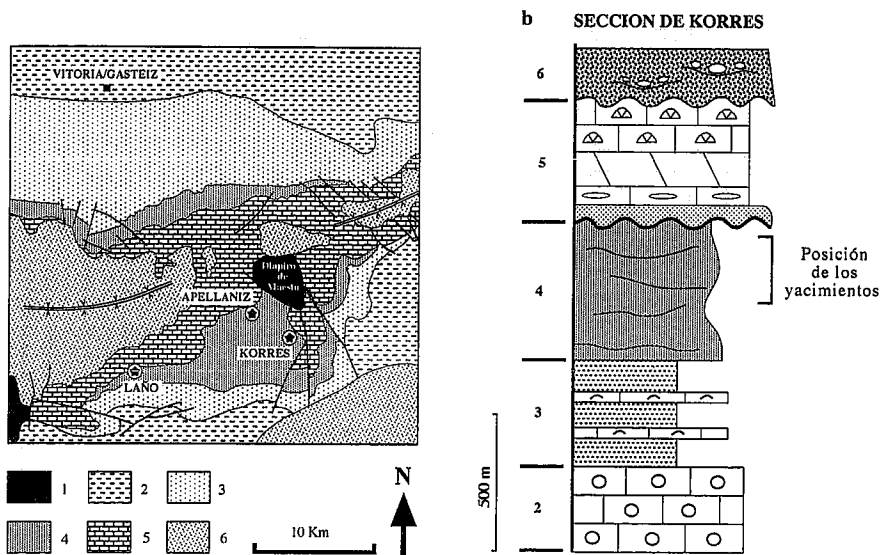 VITORIA/GASTEIZ
Diapiro
de
Maestu
APELLANIZ
KORRES
LAÑO
1 2 3
4 5 6
10 Km
N
b SECCION DE KORRES
6
5
4
3
2
500 m
Posición
de los
yacimientos